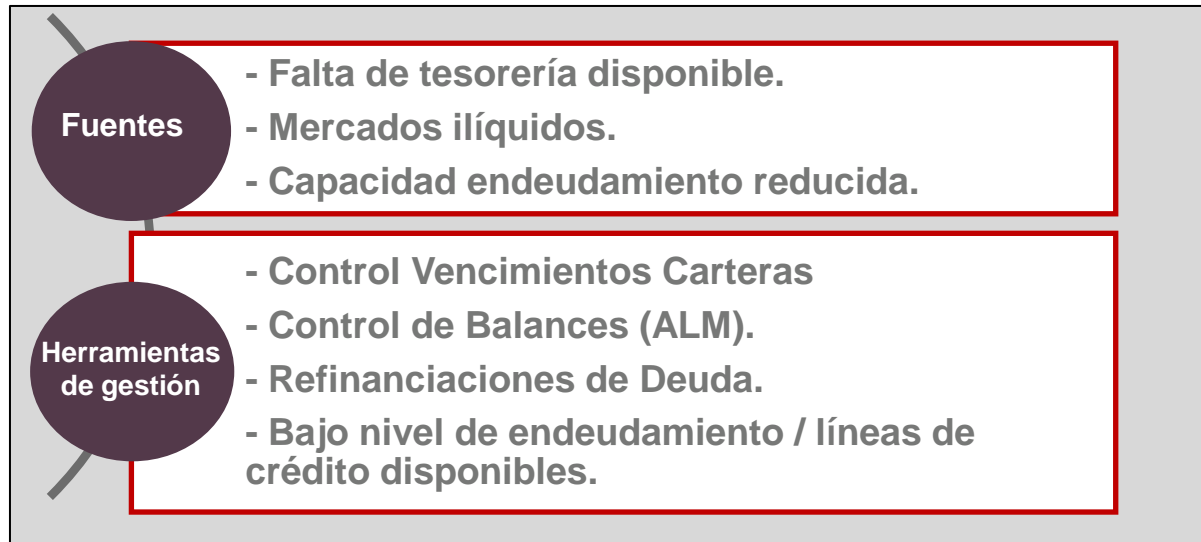 Fuentes
- Falta de tesorería disponible.
- Mercados ilíquidos.
- Capacidad endeudamiento reducida.
Herramientas
de gestión
- Control Vencimientos Carteras
- Control de Balances (ALM).
- Refinanciaciones de Deuda.
- Bajo nivel de endeudamiento / líneas de
crédito disponibles.